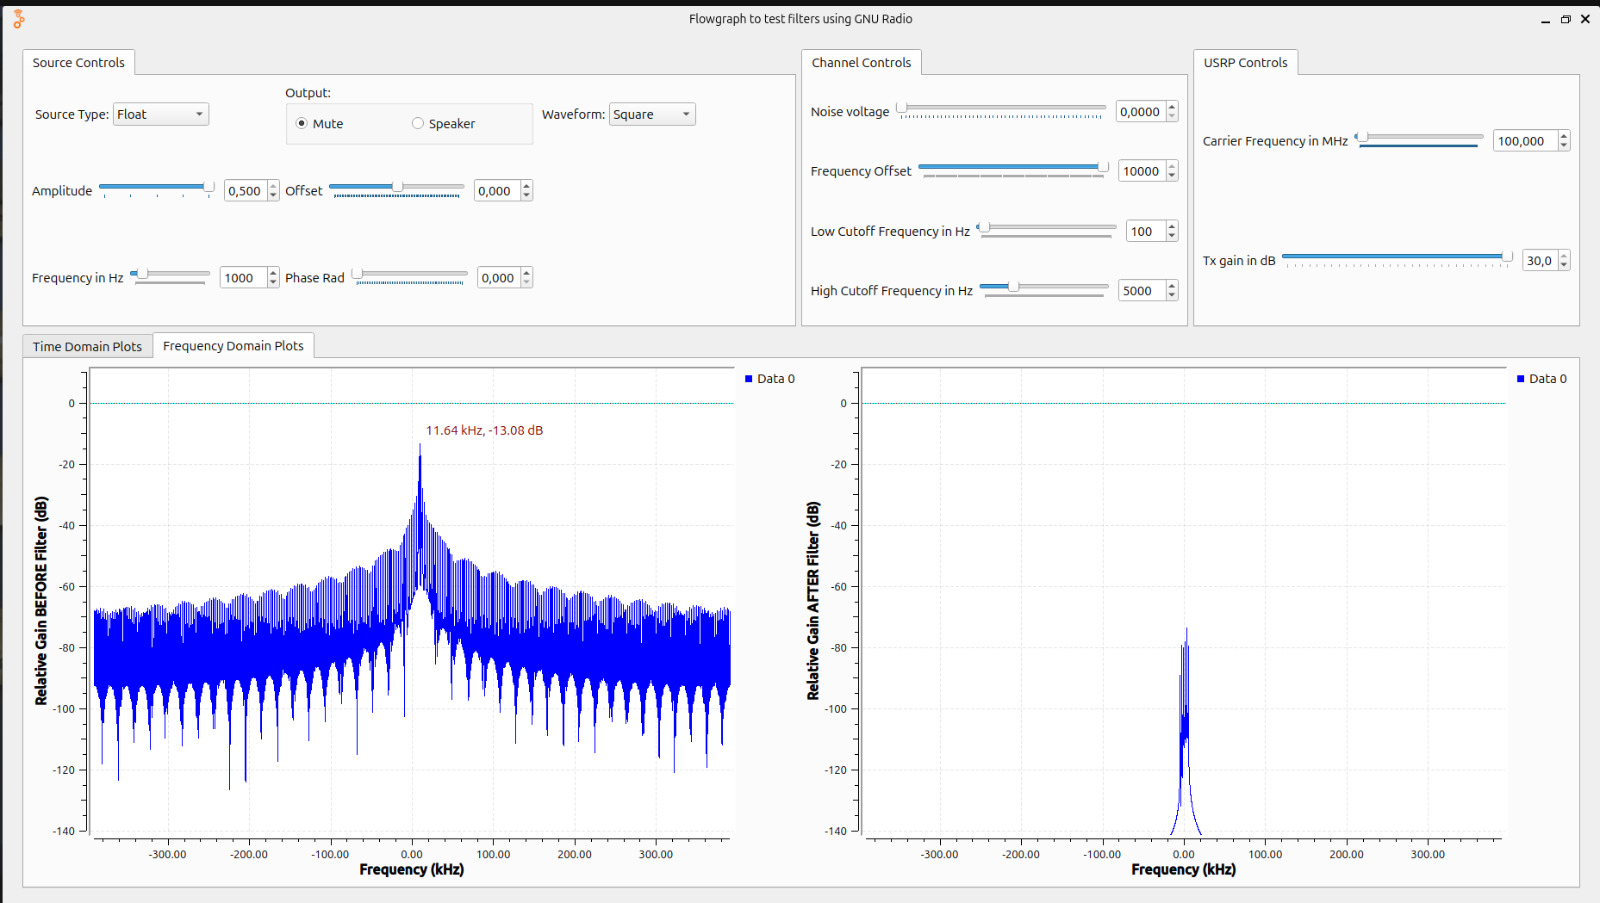 Flowgraph to test filters using GNU Radio
Source Controls
Source Type: Float
Output:
Mute
Speaker
Waveform: Square
Amplitude 0,500
Offset 0,000
Frequency in Hz 1000
Phase Rad 0,000
Channel Controls
Noise voltage 0,0000
Frequency Offset 10000
Low Cutoff Frequency in Hz 100
High Cutoff Frequency in Hz 5000
USRP Controls
Carrier Frequency in MHz 100,000
Tx gain in dB 30,0
Time Domain Plots
Frequency Domain Plots
Data 0
11.64 kHz, -13.08 dB
Relative Gain BEFORE Filter (dB)
0
-20
-40
-60
-80
-100
-120
-140
-300.00 -200.00 -100.00 0.00 100.00 200.00 300.00
Frequency (kHz)
Data 0
Relative Gain AFTER Filter (dB)
0
-20
-40
-60
-80
-100
-120
-140
-300.00 -200.00 -100.00 0.00 100.00 200.00 300.00
Frequency (kHz)